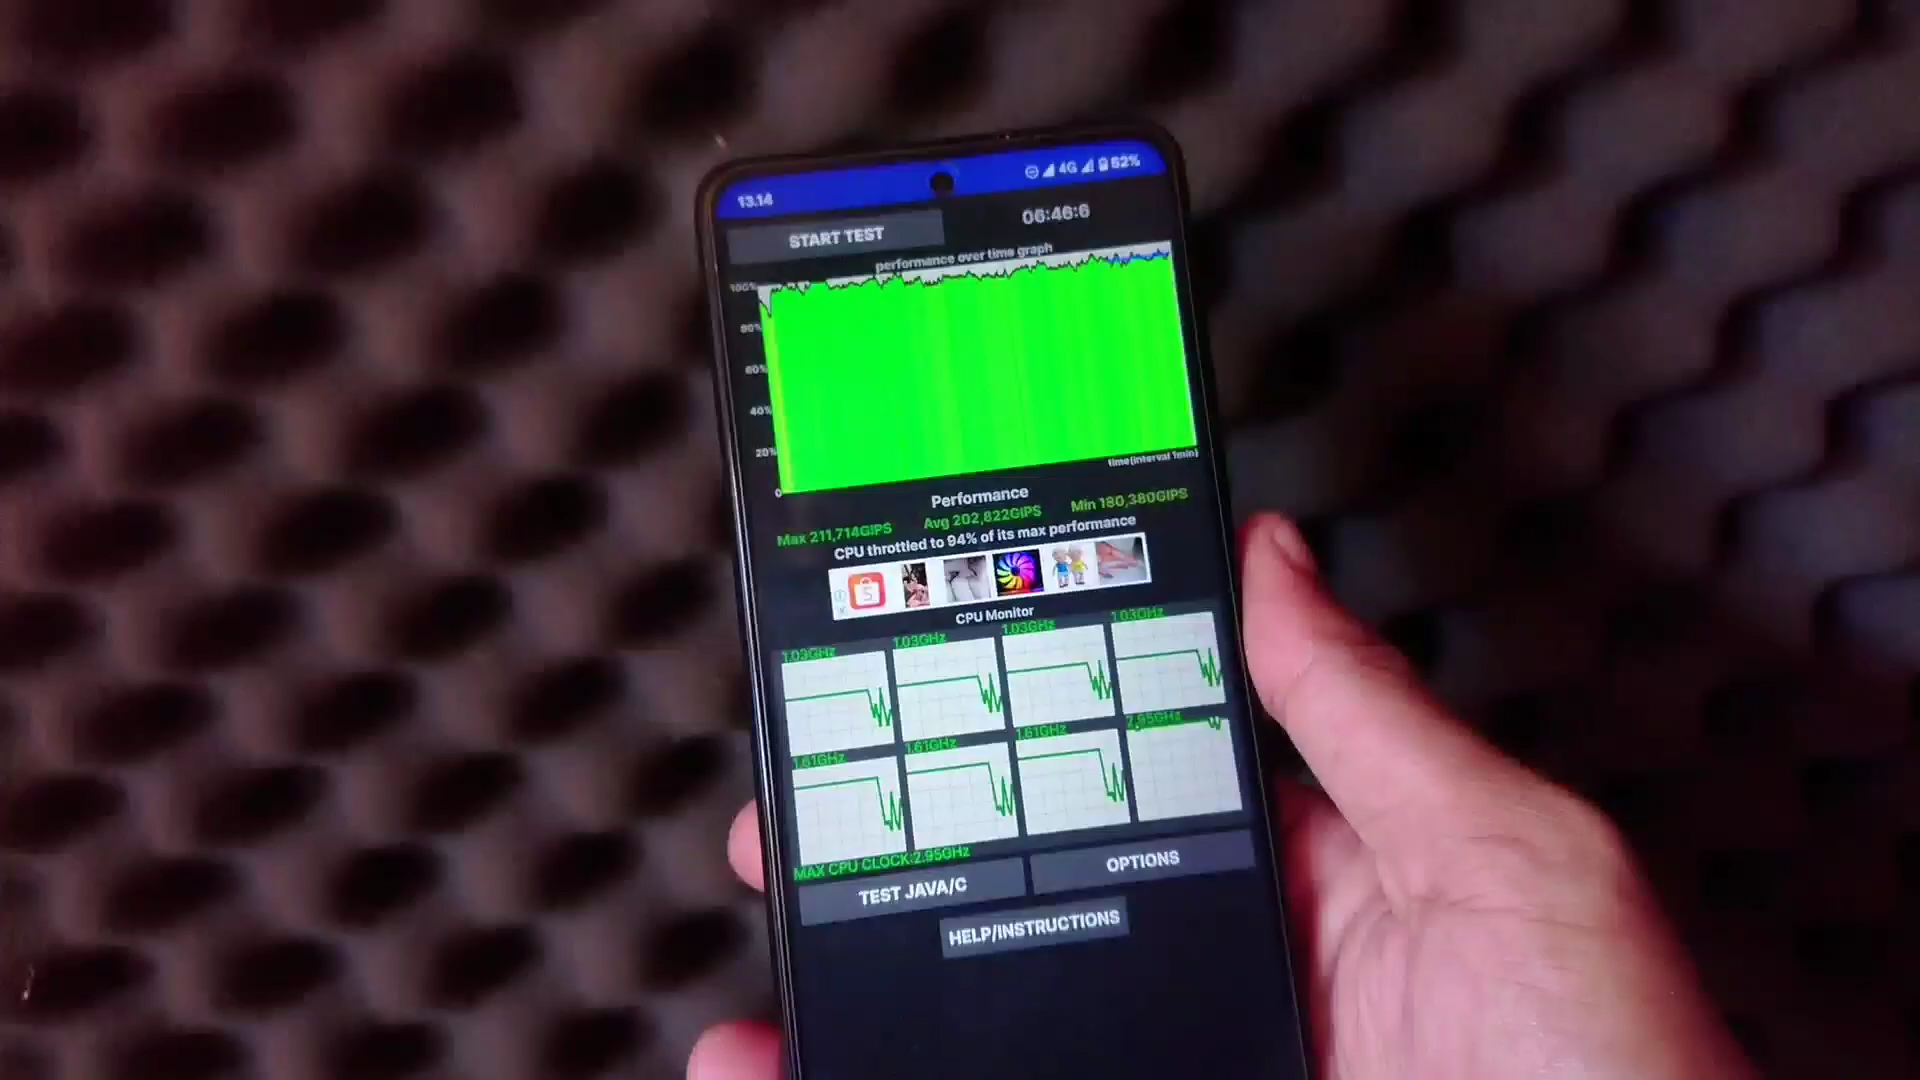 13.14
4G 62%
START TEST
06:46:6
performance over time graph
100%
80%
60%
40%
20%
0
time(interval 1min)
Performance
Max 211,714GIPS
Avg 202,822GIPS
Min 180,380GIPS
CPU throttled to 94% of its max performance
S
CPU Monitor
1.03GHz
1.03GHz
1.03GHz
1.03GHz
1.61GHz
1.61GHz
1.61GHz
2.95GHz
MAX CPU CLOCK:2.95GHz
TEST JAVA/C
OPTIONS
HELP/INSTRUCTIONS